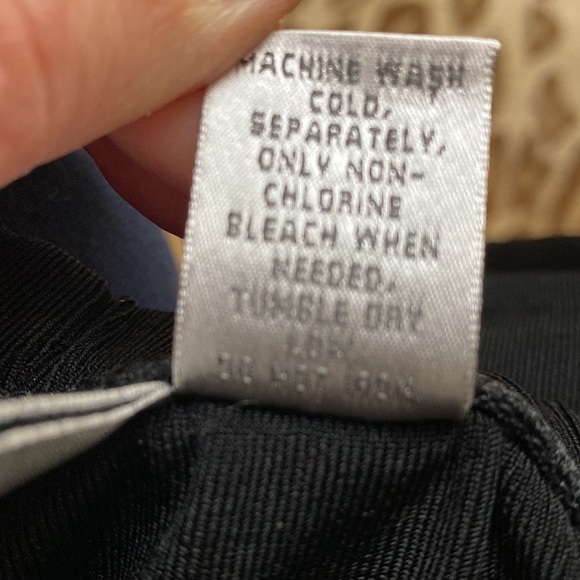 MACHINE WASH
COLD,
SEPARATELY,
ONLY NON-
CHLORINE
BLEACH WHEN
NEEDED,
TUMBLE DRY
LOW
DO NOT IRON.